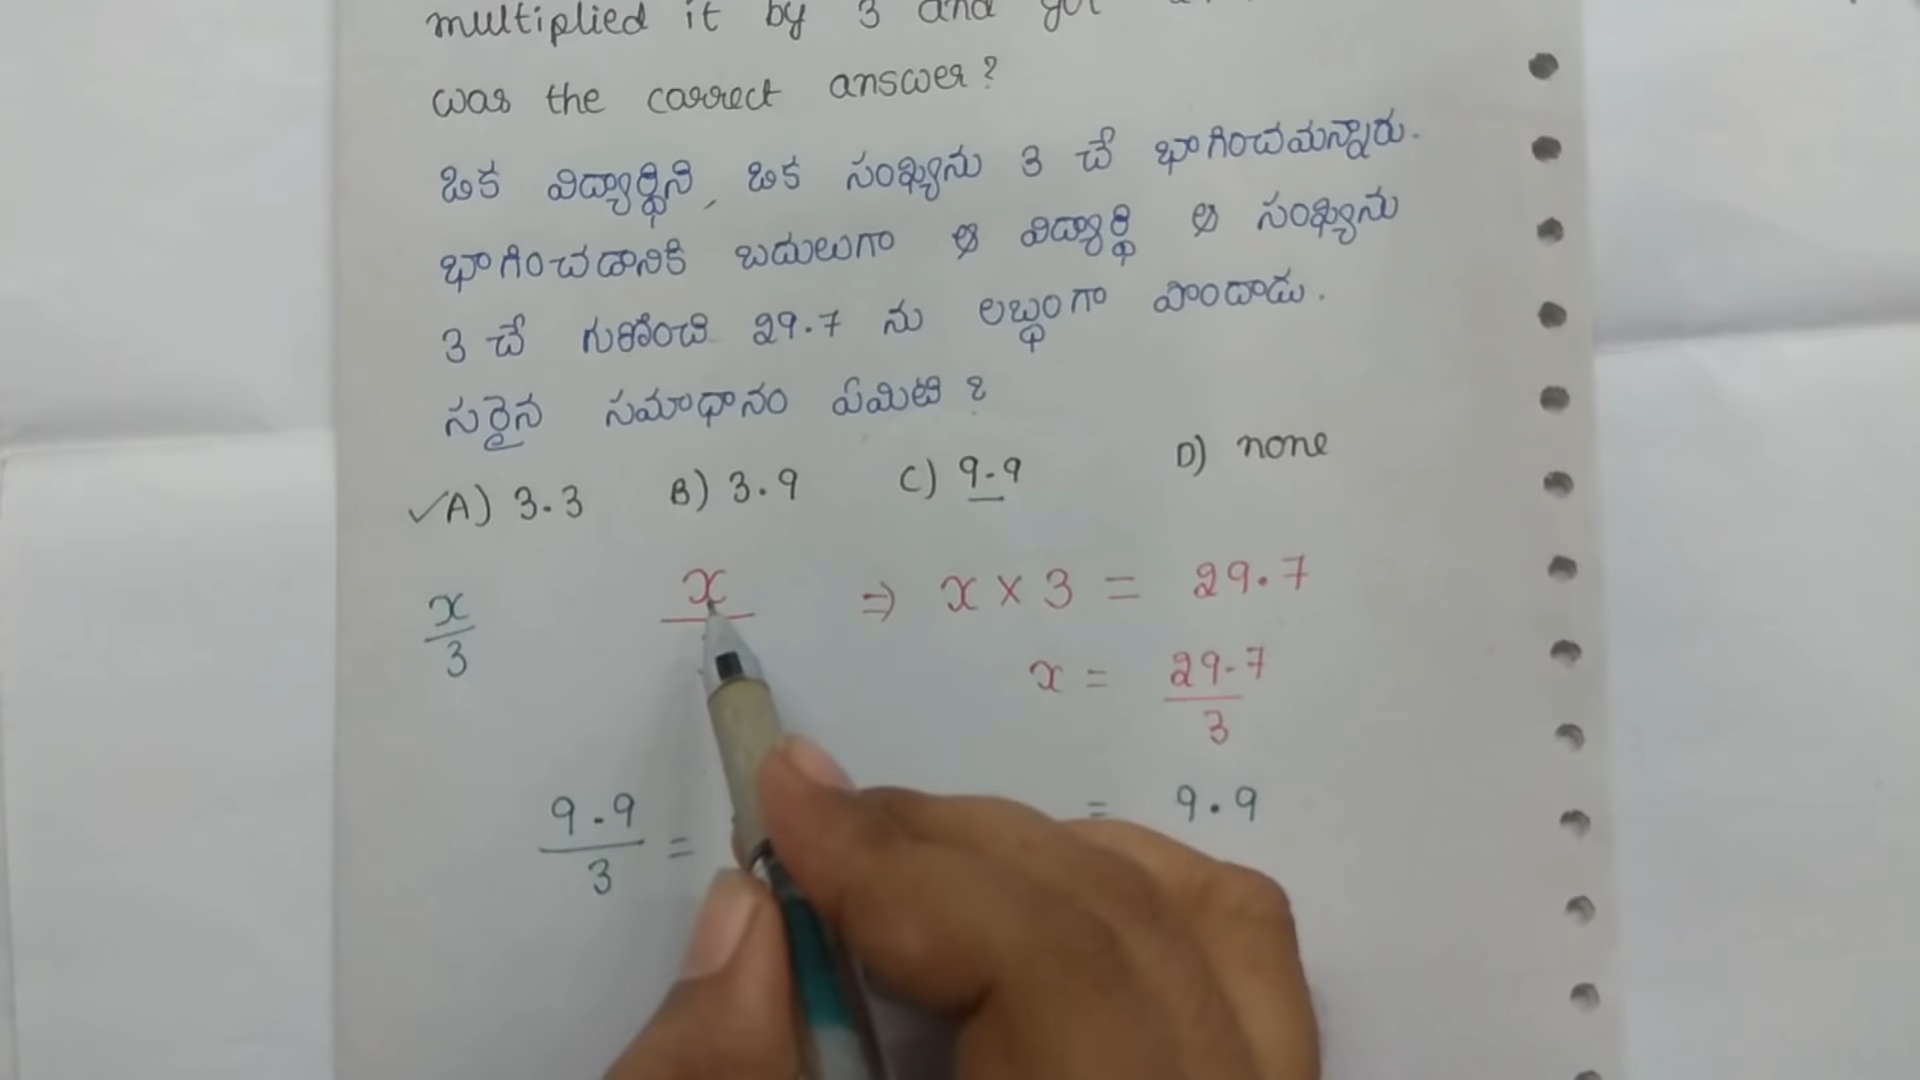 multiplied it by 3 and got
was the correct answer?
ఒక విద్యార్థిని, ఒక సంఖ్యను 3 చే భాగించమన్నారు.
భాగించడానికి బదులుగా ఆ విద్యార్థి ఆ సంఖ్యను
3 చే గుణించి 29.7 ను లబ్ధంగా పొందాడు.
సరైన సమాధానం ఏమిటి?
✓A) 3.3 B) 3.9 C) 9.9 D) none
x/3 x ⇒ x × 3 = 29.7
x = 29.7/3
9.9/3 = = 9.9